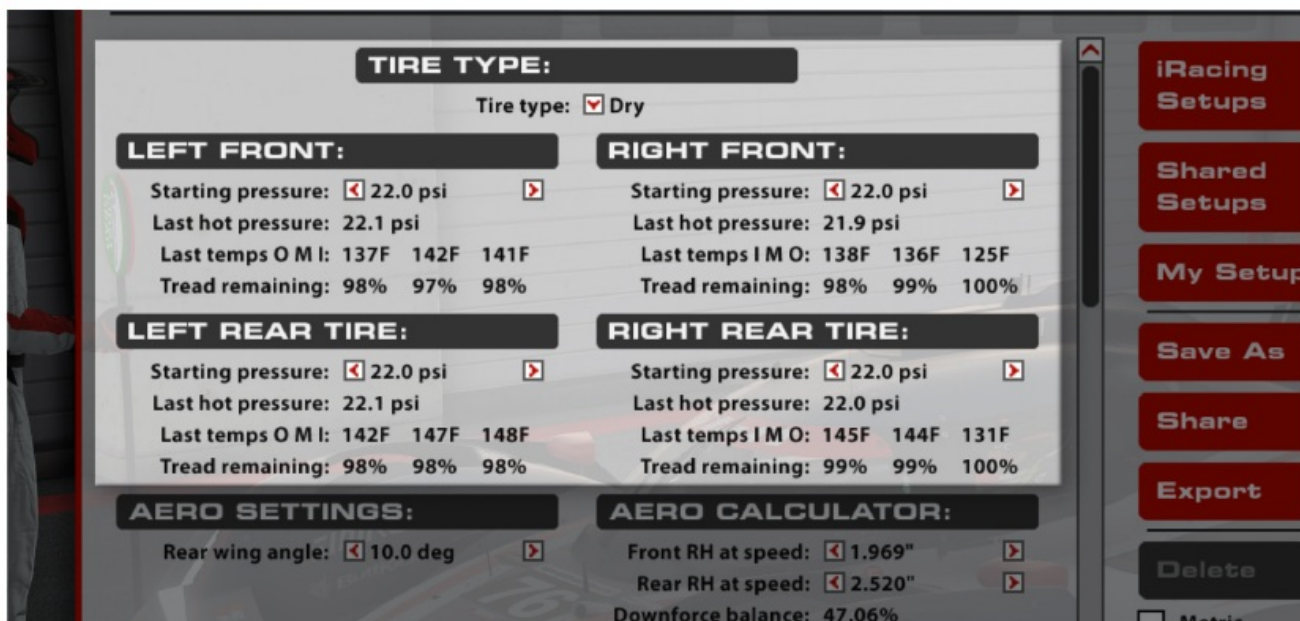 TIRE TYPE:
Tire type: Dry
LEFT FRONT:
Starting pressure: 22.0 psi
Last hot pressure: 22.1 psi
Last temps O M I: 137F 142F 141F
Tread remaining: 98% 97% 98%
RIGHT FRONT:
Starting pressure: 22.0 psi
Last hot pressure: 21.9 psi
Last temps I M O: 138F 136F 125F
Tread remaining: 98% 99% 100%
LEFT REAR TIRE:
Starting pressure: 22.0 psi
Last hot pressure: 22.1 psi
Last temps O M I: 142F 147F 148F
Tread remaining: 98% 98% 98%
RIGHT REAR TIRE:
Starting pressure: 22.0 psi
Last hot pressure: 22.0 psi
Last temps I M O: 145F 144F 131F
Tread remaining: 99% 99% 100%
AERO SETTINGS:
Rear wing angle: 10.0 deg
AERO CALCULATOR:
Front RH at speed: 1.969"
Rear RH at speed: 2.520"
Downforce balance: 47.06%
iRacing
Setups
Shared
Setups
My Setup
Save As
Share
Export
Delete
Metric
76